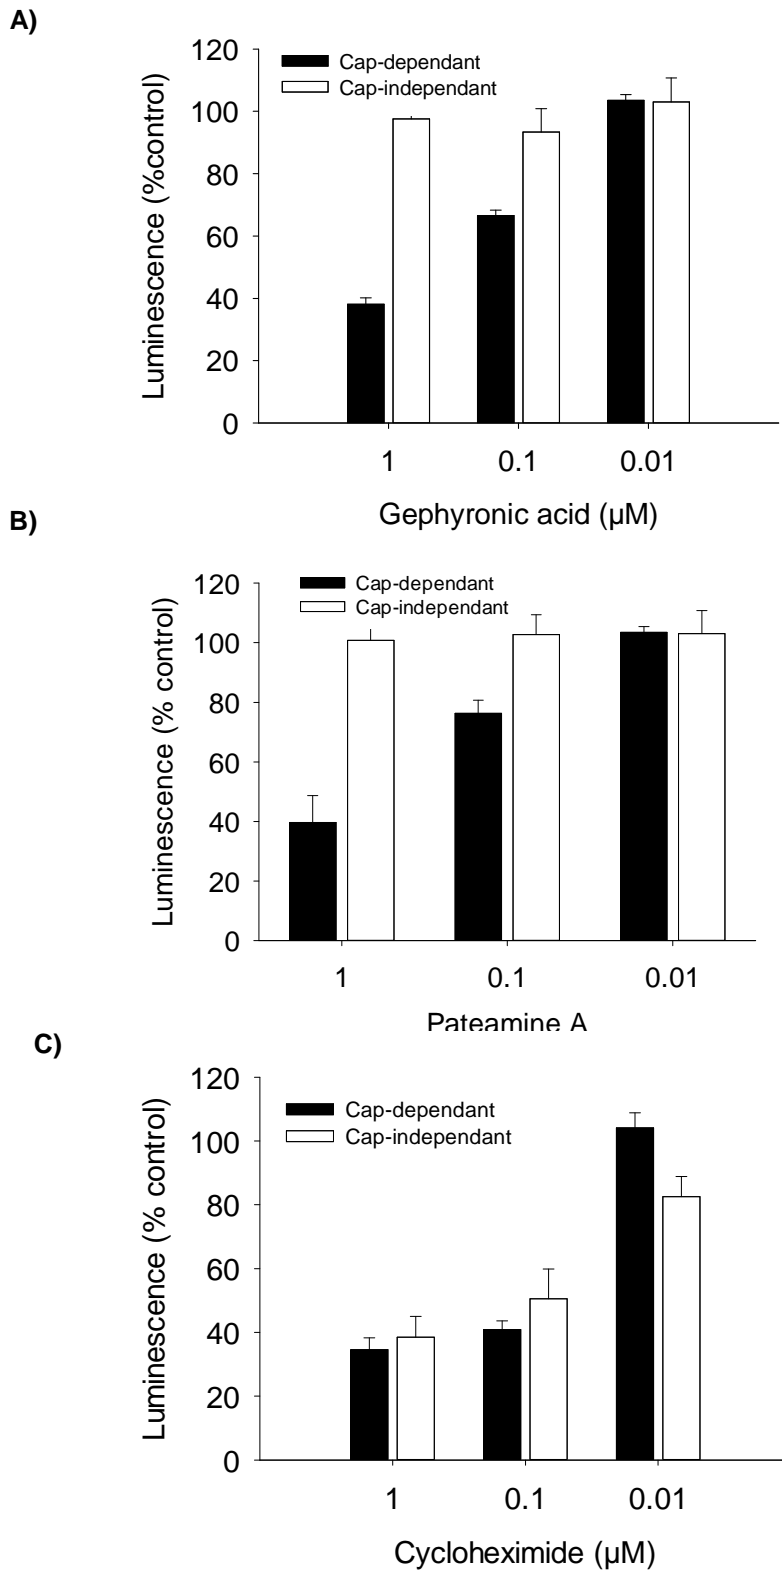 A)
120
100
80
60
40
20
0
Luminescence (%control)
Cap-dependant
Cap-independant
1 0.1 0.01
Gephyronic acid (µM)
B)
120
100
80
60
40
20
0
Luminescence (% control)
Cap-dependant
Cap-independant
1 0.1 0.01
Pateamine A
C)
120
100
80
60
40
20
0
Luminescence (% control)
Cap-dependant
Cap-independant
1 0.1 0.01
Cycloheximide (µM)